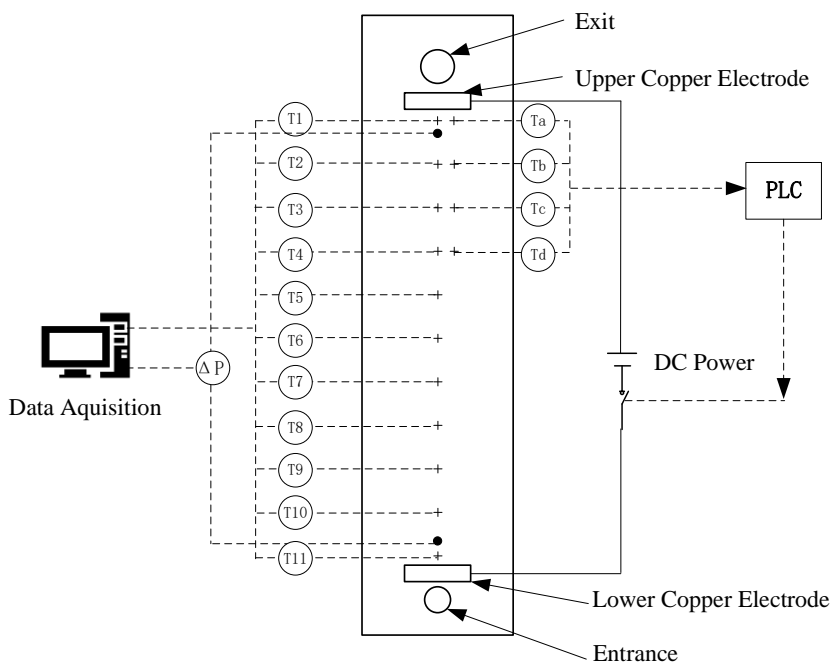 Exit
Upper Copper Electrode
T1
Ta
T2
Tb
T3
Tc
PLC
T4
Td
T5
T6
DC Power
ΔP
T7
Data Aquisition
T8
T9
T10
T11
Lower Copper Electrode
Entrance